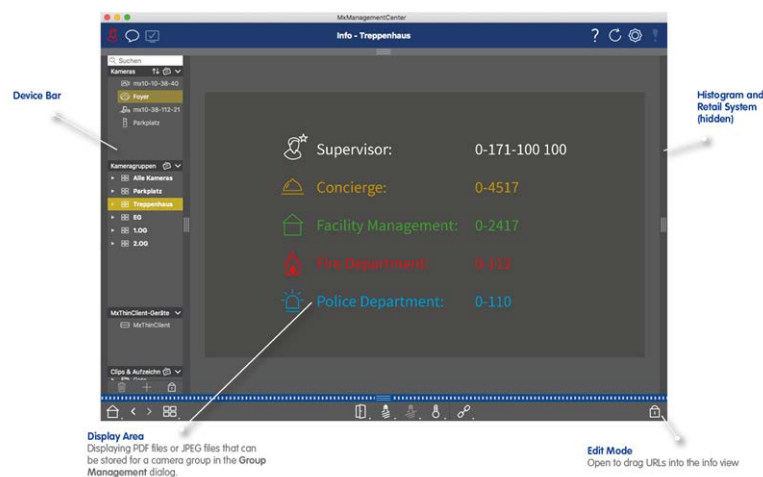 MxManagementCenter
Info - Treppenhaus
?
Suchen
Kameras
mx10-10-38-40
Foyer
mx10-38-112-21
Parkplatz
Device Bar
Histogram and
Retail System
(hidden)
Supervisor: 0-171-100 100
Concierge: 0-4517
Facility Management: 0-2417
Fire Department: 0-112
Police Department: 0-110
Kameragruppen
Alle Kameras
Parkplatz
Treppenhaus
EG
1.OG
2.OG
MxThinClient-Geräte
MxThinClient
Clips & Aufzeichn
Display Area
Displaying PDF files or JPEG files that can
be stored for a camera group in the Group
Management dialog.
Edit Mode
Open to drag URLs into the info view